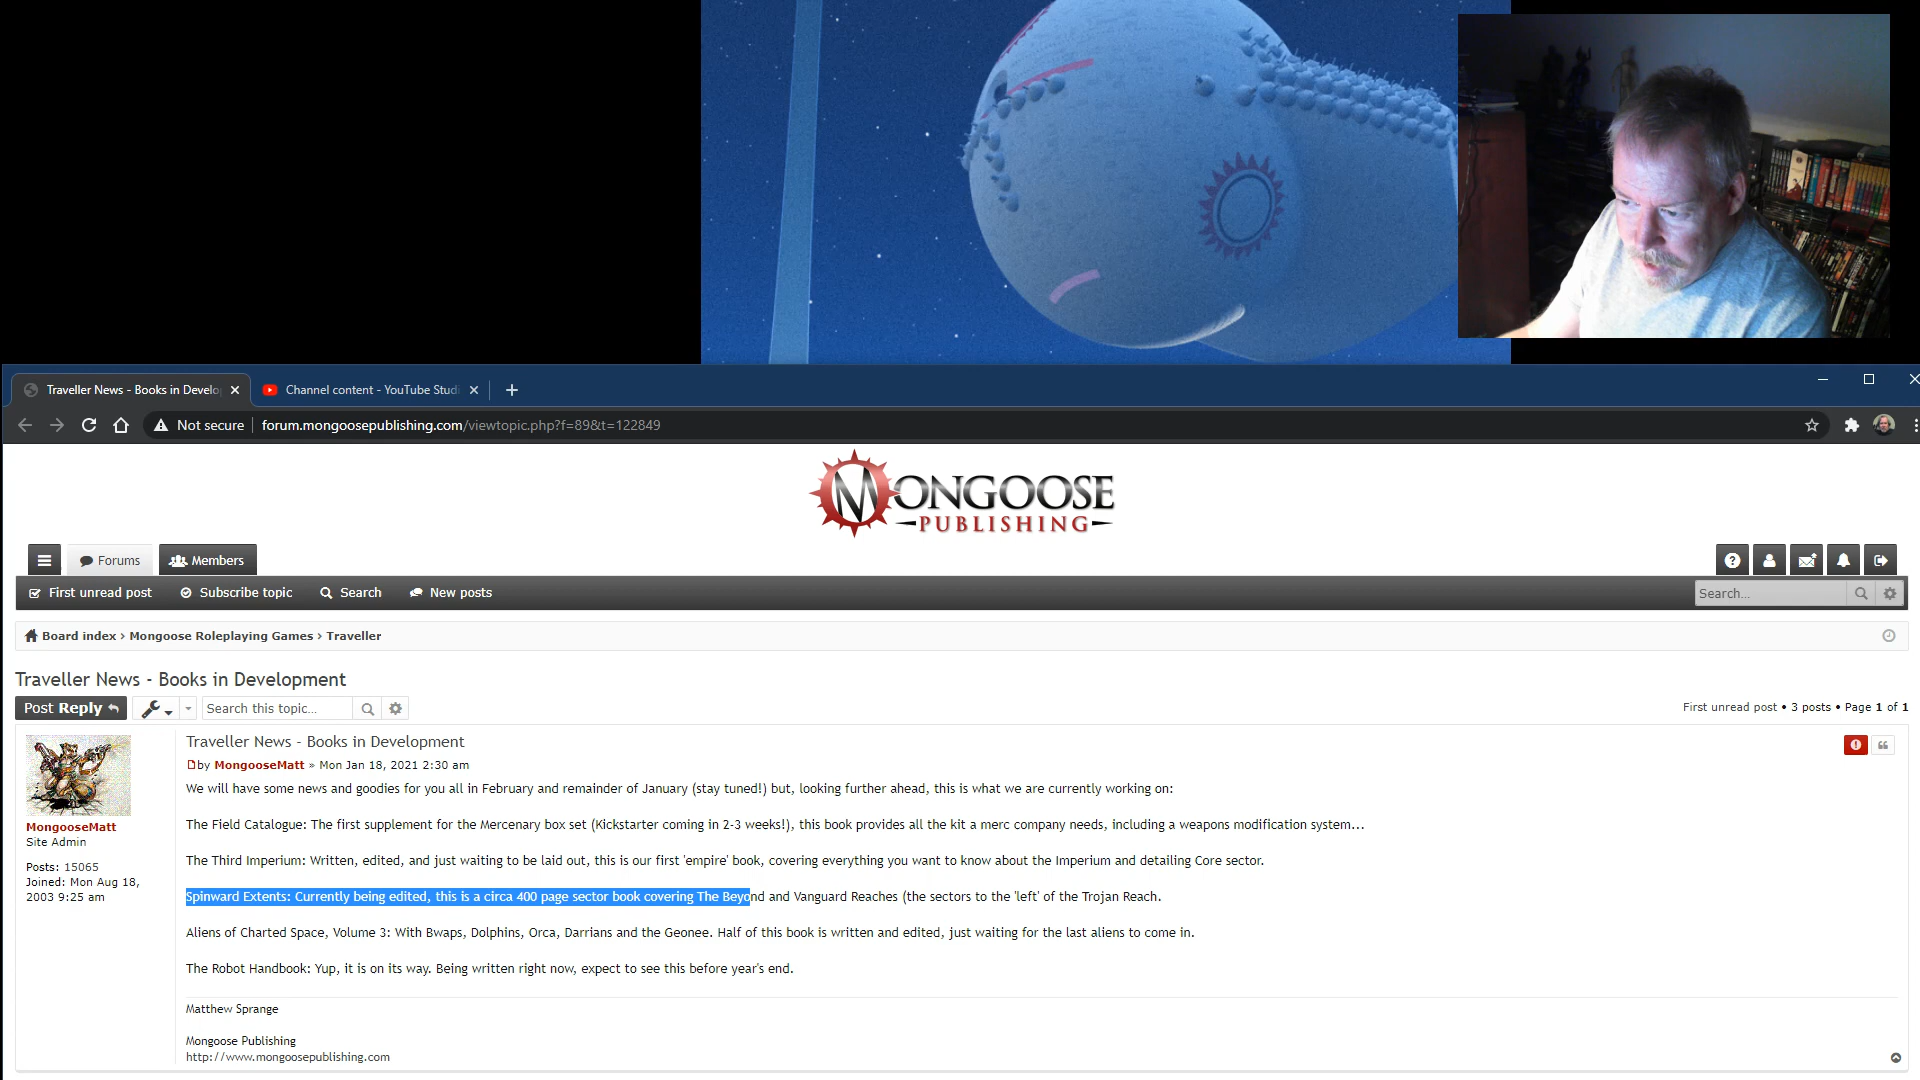 Traveller News - Books in Develo
Channel content - YouTube Studi
Not secure
forum.mongoosepublishing.com/viewtopic.php?f=89&t=122849
MONGOOSE
PUBLISHING
Forums
Members
First unread post
Subscribe topic
Search
New posts
Search...
Board index › Mongoose Roleplaying Games › Traveller
Traveller News - Books in Development
Post Reply
Search this topic...
First unread post • 3 posts • Page 1 of 1
MongooseMatt
Site Admin
Posts: 15065
Joined: Mon Aug 18,
2003 9:25 am
Traveller News - Books in Development
by MongooseMatt » Mon Jan 18, 2021 2:30 am
We will have some news and goodies for you all in February and remainder of January (stay tuned!) but, looking further ahead, this is what we are currently working on:
The Field Catalogue: The first supplement for the Mercenary box set (Kickstarter coming in 2-3 weeks!), this book provides all the kit a merc company needs, including a weapons modification system...
The Third Imperium: Written, edited, and just waiting to be laid out, this is our first 'empire' book, covering everything you want to know about the Imperium and detailing Core sector.
Spinward Extents: Currently being edited, this is a circa 400 page sector book covering The Beyond and Vanguard Reaches (the sectors to the 'left' of the Trojan Reach.
Aliens of Charted Space, Volume 3: With Bwaps, Dolphins, Orca, Darrians and the Geonee. Half of this book is written and edited, just waiting for the last aliens to come in.
The Robot Handbook: Yup, it is on its way. Being written right now, expect to see this before year's end.
Matthew Sprange
Mongoose Publishing
http://www.mongoosepublishing.com